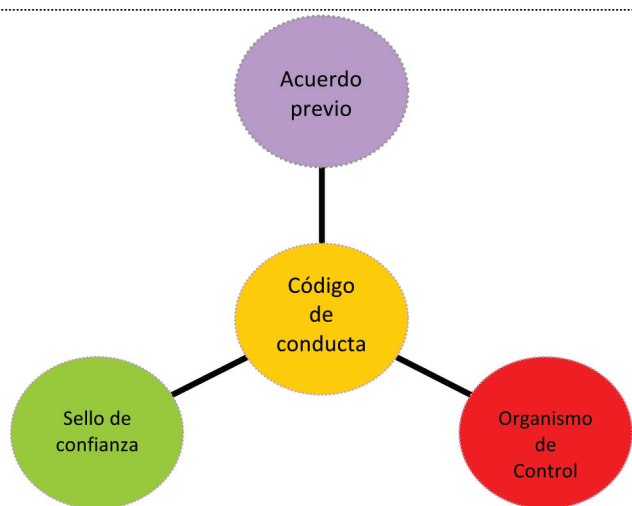 Acuerdo
previo
Código
de
conducta
Sello de
confianza
Organismo
de
Control